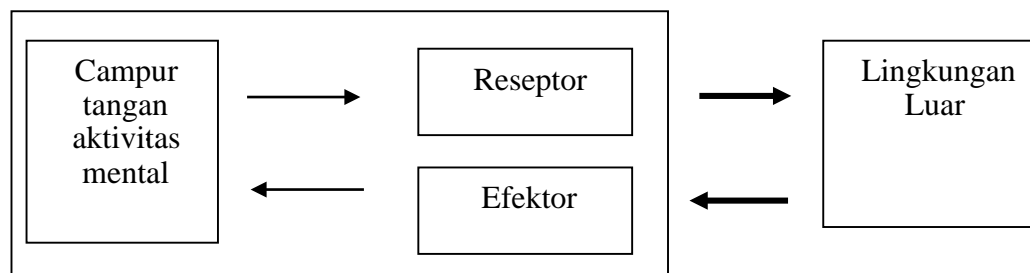 Campur
tangan
aktivitas
mental
Reseptor
Efektor
Lingkungan
Luar